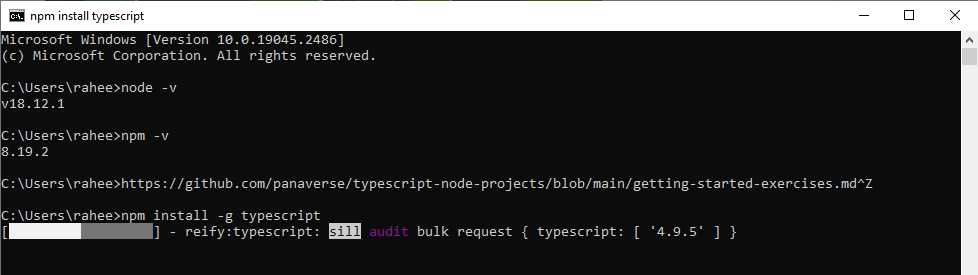 npm install typescript
Microsoft Windows [Version 10.0.19045.2486]
(c) Microsoft Corporation. All rights reserved.
C:\Users\rahee>node -v
v18.12.1
C:\Users\rahee>npm -v
8.19.2
C:\Users\rahee>https://github.com/panaverse/typescript-node-projects/blob/main/getting-started-exercises.md^Z
C:\Users\rahee>npm install -g typescript
[                  ] - reify:typescript: sill audit bulk request { typescript: [ '4.9.5' ] }